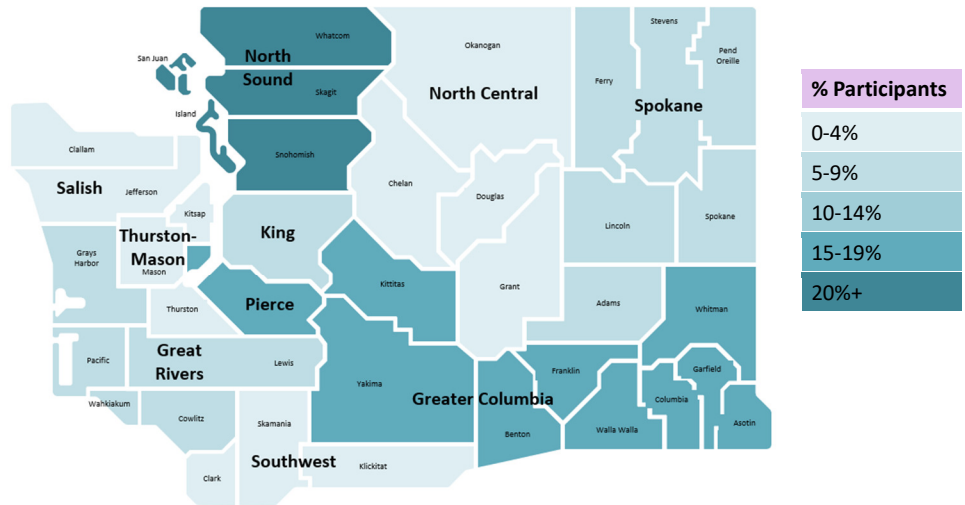 Stevens
Whatcom
Okanogan
Pend
Oreille
San Juan
North
Sound
Perry
Skagit
North Central
Spokane
Island
Snohomish
Clallam
Chelan
Jefferson
Salish
Douglas
Kitsap
Spokane
Lincoln
King
Thurston-
Mason
Grays
Harbor
Mason
Kittitas
Grant
Adams
Pierce
Thurston
Whitman
Great
Rivers
Pacific
Lewis
Franklin
Garfield
Yakima
Greater Columbia
Columbia
Wahkiakum
Cowlitz
Skamania
Asotin
Benton
Walla Walla
Southwest
Klickitat
Clark
% Participants
0-4%
5-9%
10-14%
15-19%
20%+